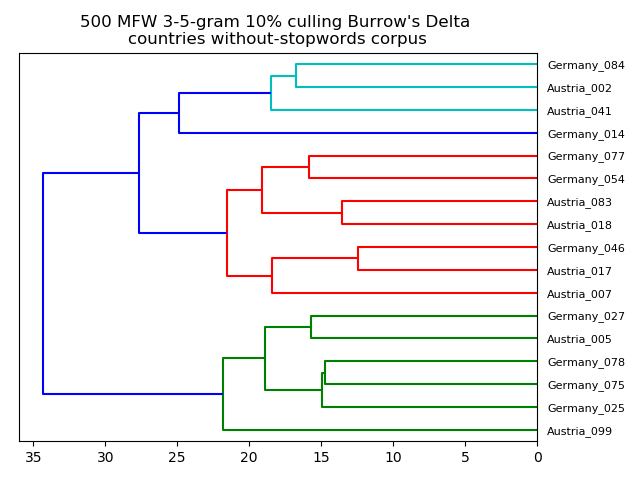 500 MFW 3-5-gram 10% culling Burrow's Delta
countries without-stopwords corpus
Germany_084
Austria_002
Austria_041
Germany_014
Germany_077
Germany_054
Austria_083
Austria_018
Germany_046
Austria_017
Austria_007
Germany_027
Austria_005
Germany_078
Germany_075
Germany_025
Austria_099
35 30 25 20 15 10 5 0